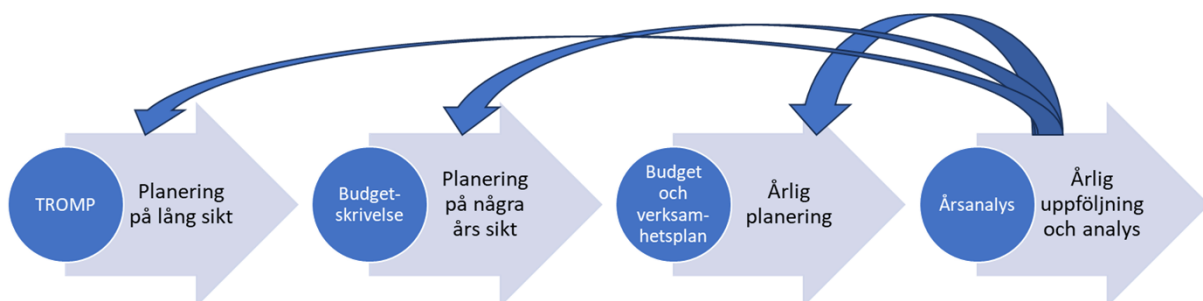 TROMP
Planering
på lång sikt
Budget-
skrivelse
Planering
på några
års sikt
Budget
och
verksam-
hetsplan
Årlig
planering
Årsanalys
Årlig
uppföljning
och analys